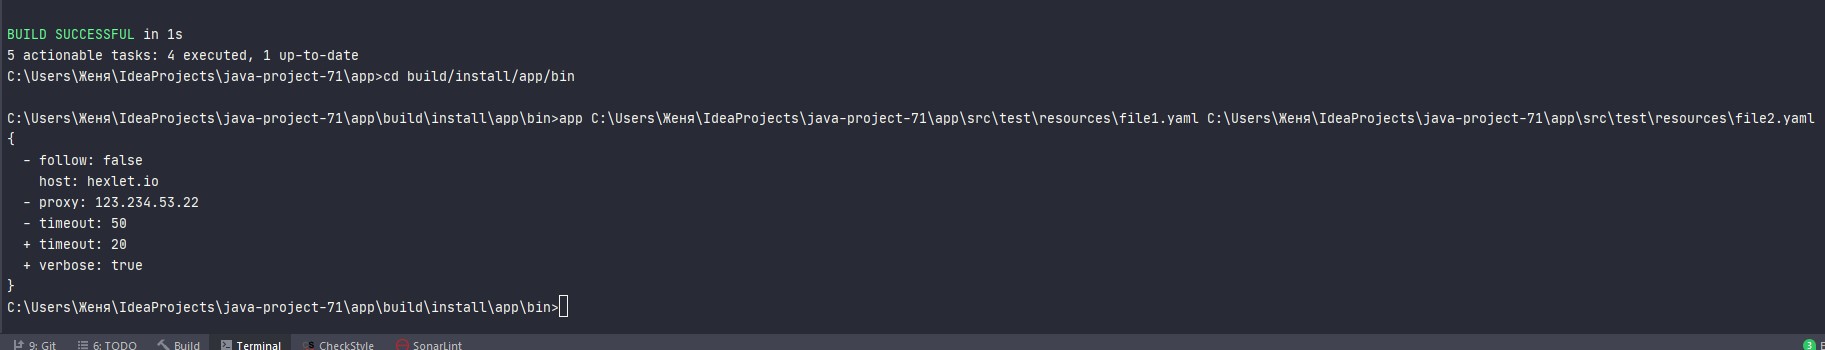 BUILD SUCCESSFUL in 1s
5 actionable tasks: 4 executed, 1 up-to-date
C:\Users\Женя\IdeaProjects\java-project-71\app>cd build/install/app/bin
C:\Users\Женя\IdeaProjects\java-project-71\app\build\install\app\bin>app C:\Users\Женя\IdeaProjects\java-project-71\app\src\test\resources\file1.yaml C:\Users\Женя\IdeaProjects\java-project-71\app\src\test\resources\file2.yaml
{
  - follow: false
    host: hexlet.io
  - proxy: 123.234.53.22
  - timeout: 50
  + timeout: 20
  + verbose: true
}
C:\Users\Женя\IdeaProjects\java-project-71\app\build\install\app\bin>
9: Git 6: TODO Build Terminal CS CheckStyle SonarLint 3